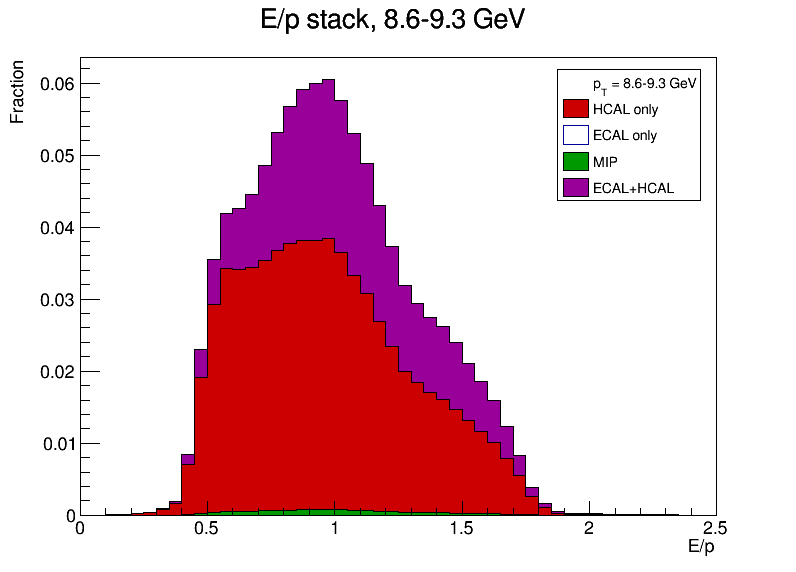 E/p stack, 8.6-9.3 GeV
Fraction
0.06
0.05
0.04
0.03
0.02
0.01
0
p_T = 8.6-9.3 GeV
HCAL only
ECAL only
MIP
ECAL+HCAL
0 0.5 1 1.5 2 2.5
E/p